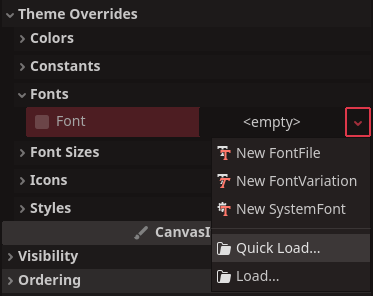 Theme Overrides
Colors
Constants
Fonts
Font <empty>
New FontFile
Font Sizes
New FontVariation
Icons
New SystemFont
Styles
CanvasI
Quick Load...
Visibility
Load...
Ordering